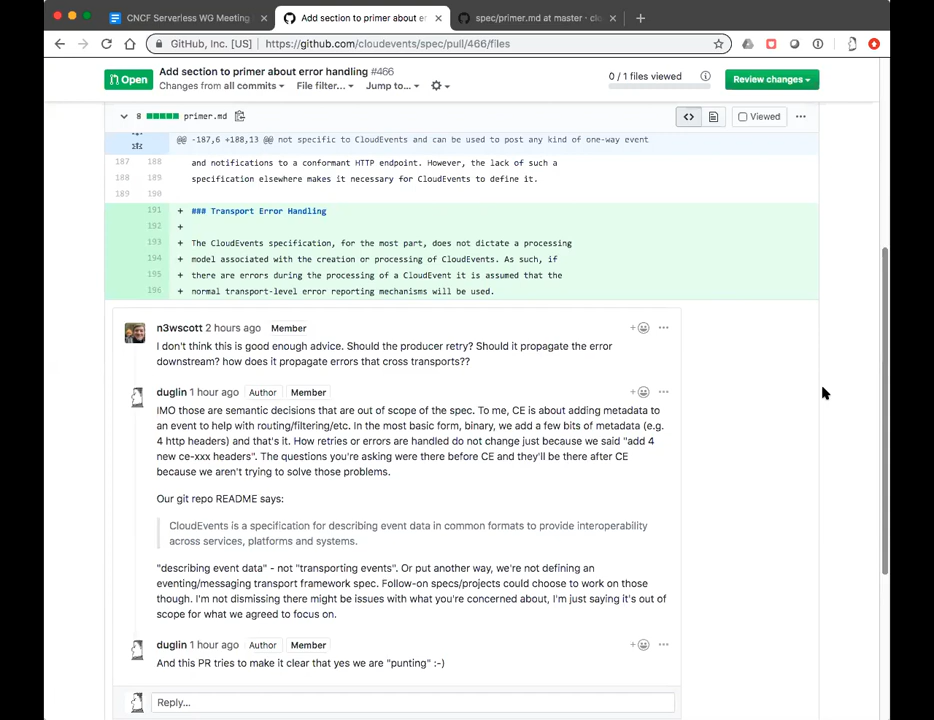 CNCF Serverless WG Meeting
Add section to primer about er
spec/primer.md at master · clo
GitHub, Inc. [US] https://github.com/cloudevents/spec/pull/466/files
Open
Add section to primer about error handling #466
Changes from all commits File filter... Jump to...
0 / 1 files viewed
Review changes
8 primer.md
Viewed
@@ -187,6 +188,13 @@ not specific to CloudEvents and can be used to post any kind of one-way event
187 188 and notifications to a conformant HTTP endpoint. However, the lack of such a
188 189 specification elsewhere makes it necessary for CloudEvents to define it.
189 190
191 + ### Transport Error Handling
192 +
193 + The CloudEvents specification, for the most part, does not dictate a processing
194 + model associated with the creation or processing of CloudEvents. As such, if
195 + there are errors during the processing of a CloudEvent it is assumed that the
196 + normal transport-level error reporting mechanisms will be used.
n3wscott 2 hours ago Member
I don't think this is good enough advice. Should the producer retry? Should it propagate the error
downstream? how does it propagate errors that cross transports??
duglin 1 hour ago Author Member
IMO those are semantic decisions that are out of scope of the spec. To me, CE is about adding metadata to
an event to help with routing/filtering/etc. In the most basic form, binary, we add a few bits of metadata (e.g.
4 http headers) and that's it. How retries or errors are handled do not change just because we said "add 4
new ce-xxx headers". The questions you're asking were there before CE and they'll be there after CE
because we aren't trying to solve those problems.
Our git repo README says:
CloudEvents is a specification for describing event data in common formats to provide interoperability
across services, platforms and systems.
"describing event data" - not "transporting events". Or put another way, we're not defining an
eventing/messaging transport framework spec. Follow-on specs/projects could choose to work on those
though. I'm not dismissing there might be issues with what you're concerned about, I'm just saying it's out of
scope for what we agreed to focus on.
duglin 1 hour ago Author Member
And this PR tries to make it clear that yes we are "punting" :-)
Reply...